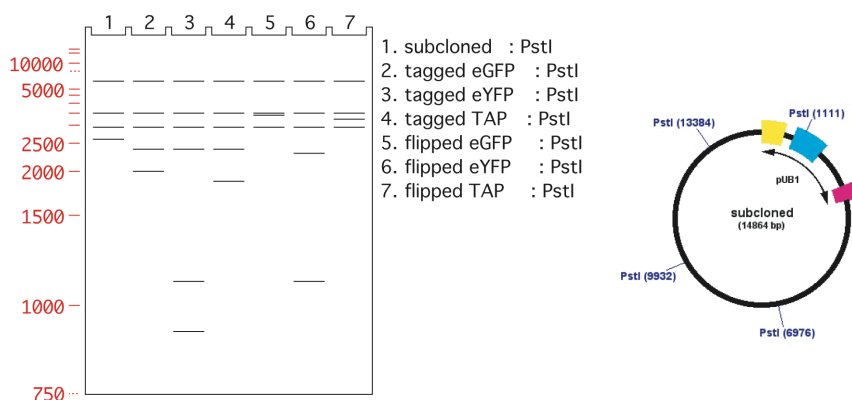 1 2 3 4 5 6 7
10000
5000
2500
2000
1500
1000
750
1. subcloned : PstI
2. tagged eGFP : PstI
3. tagged eYFP : PstI
4. tagged TAP : PstI
5. flipped eGFP : PstI
6. flipped eYFP : PstI
7. flipped TAP : PstI
PstI (1111)
PstI (13384)
pUB1
subcloned
(14864 bp)
PstI (9932)
PstI (6976)